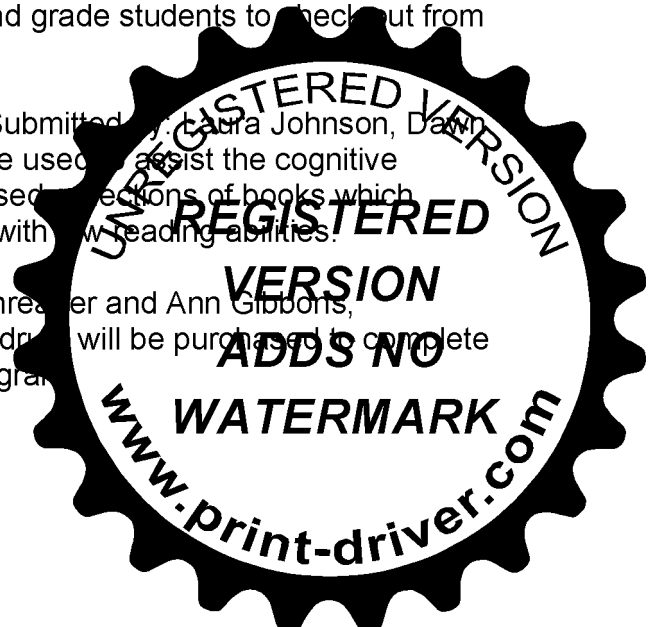 nd grade students to check out from
Submitted by: Laura Johnson, Dawn
e used to assist the cognitive
sed selections of books which
with low reading abilities.
and Ann Gibbons,
will be purchased to complete
UNREGISTERED VERSION
REGISTERED
VERSION
ADDS NO
WATERMARK
www.print-driver.com